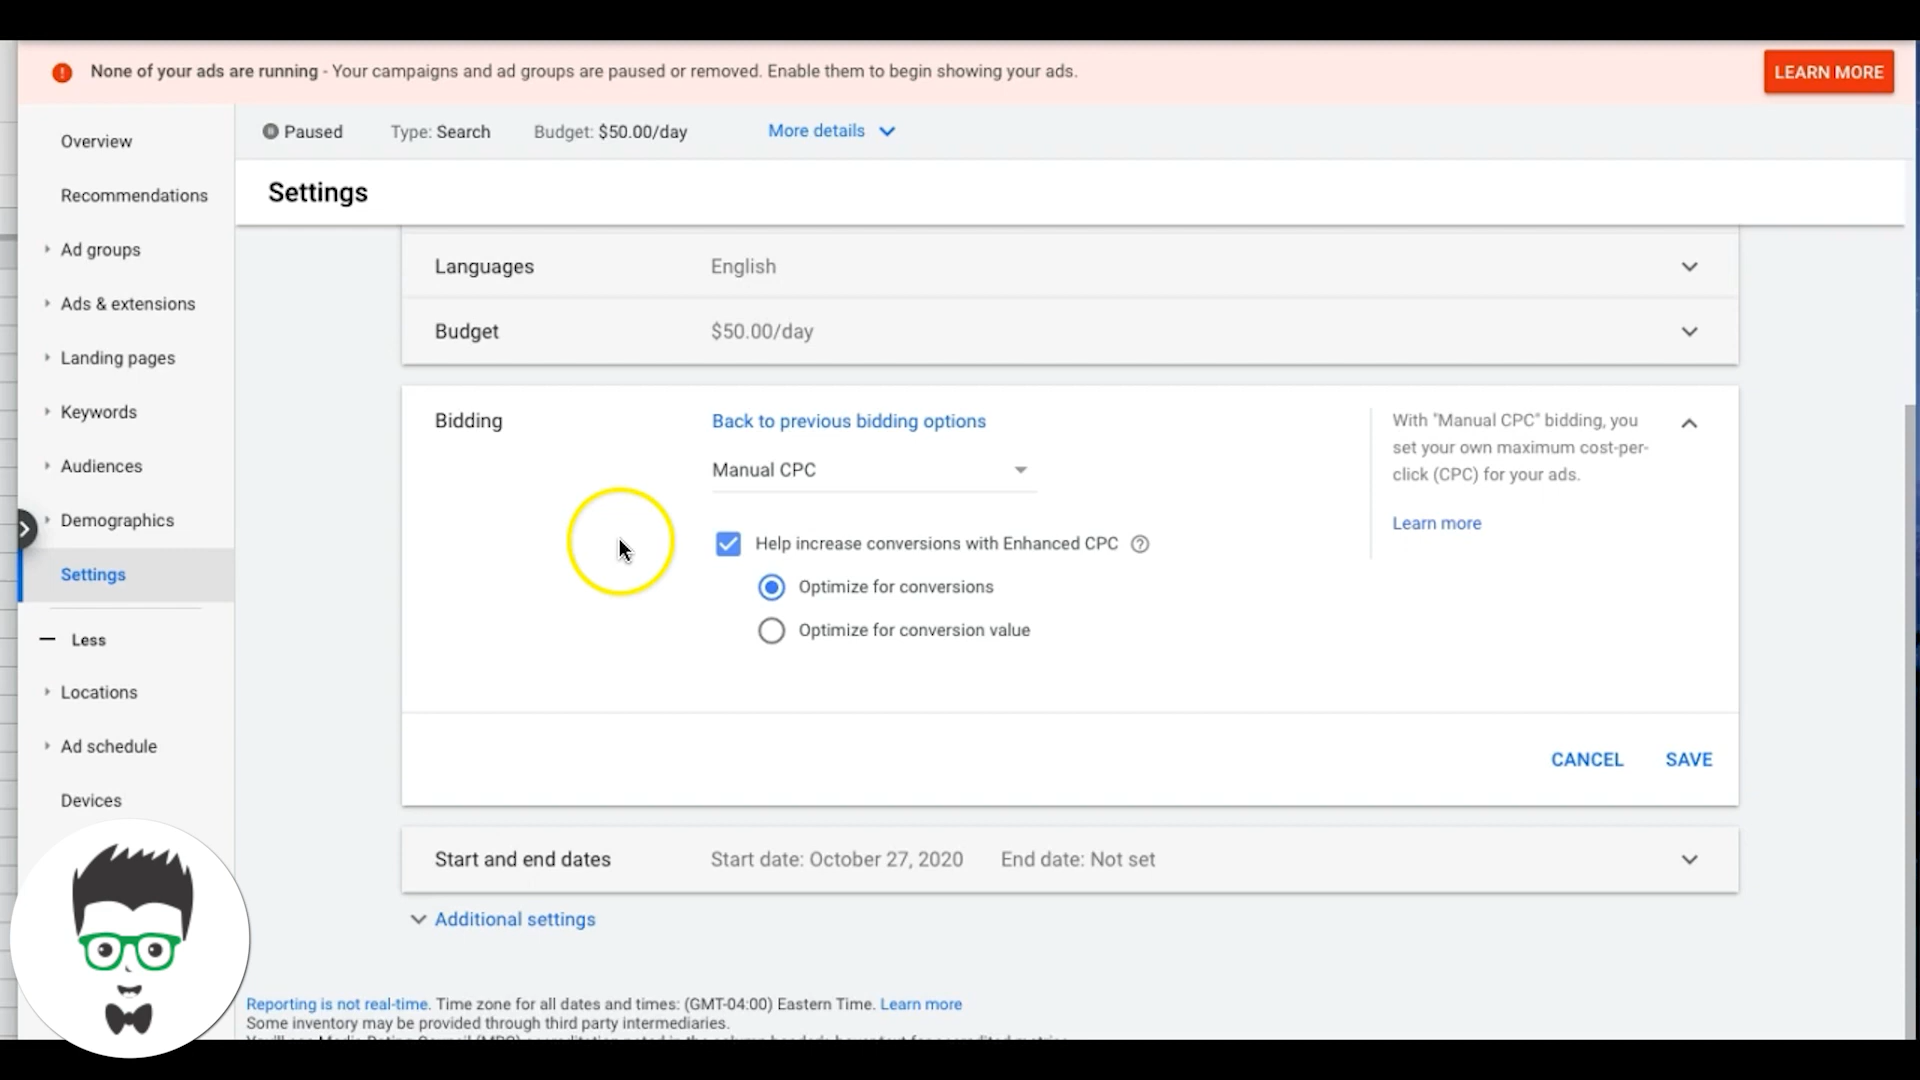 None of your ads are running - Your campaigns and ad groups are paused or removed. Enable them to begin showing your ads.
LEARN MORE
Paused Type: Search Budget: $50.00/day More details
Overview
Recommendations
Ad groups
Ads & extensions
Landing pages
Keywords
Audiences
Demographics
Settings
Less
Locations
Ad schedule
Devices
Settings
Languages English
Budget $50.00/day
Bidding Back to previous bidding options
Manual CPC
Help increase conversions with Enhanced CPC
Optimize for conversions
Optimize for conversion value
With "Manual CPC" bidding, you
set your own maximum cost-per-
click (CPC) for your ads.
Learn more
CANCEL SAVE
Start and end dates Start date: October 27, 2020 End date: Not set
Additional settings
Reporting is not real-time. Time zone for all dates and times: (GMT-04:00) Eastern Time. Learn more
Some inventory may be provided through third party intermediaries.